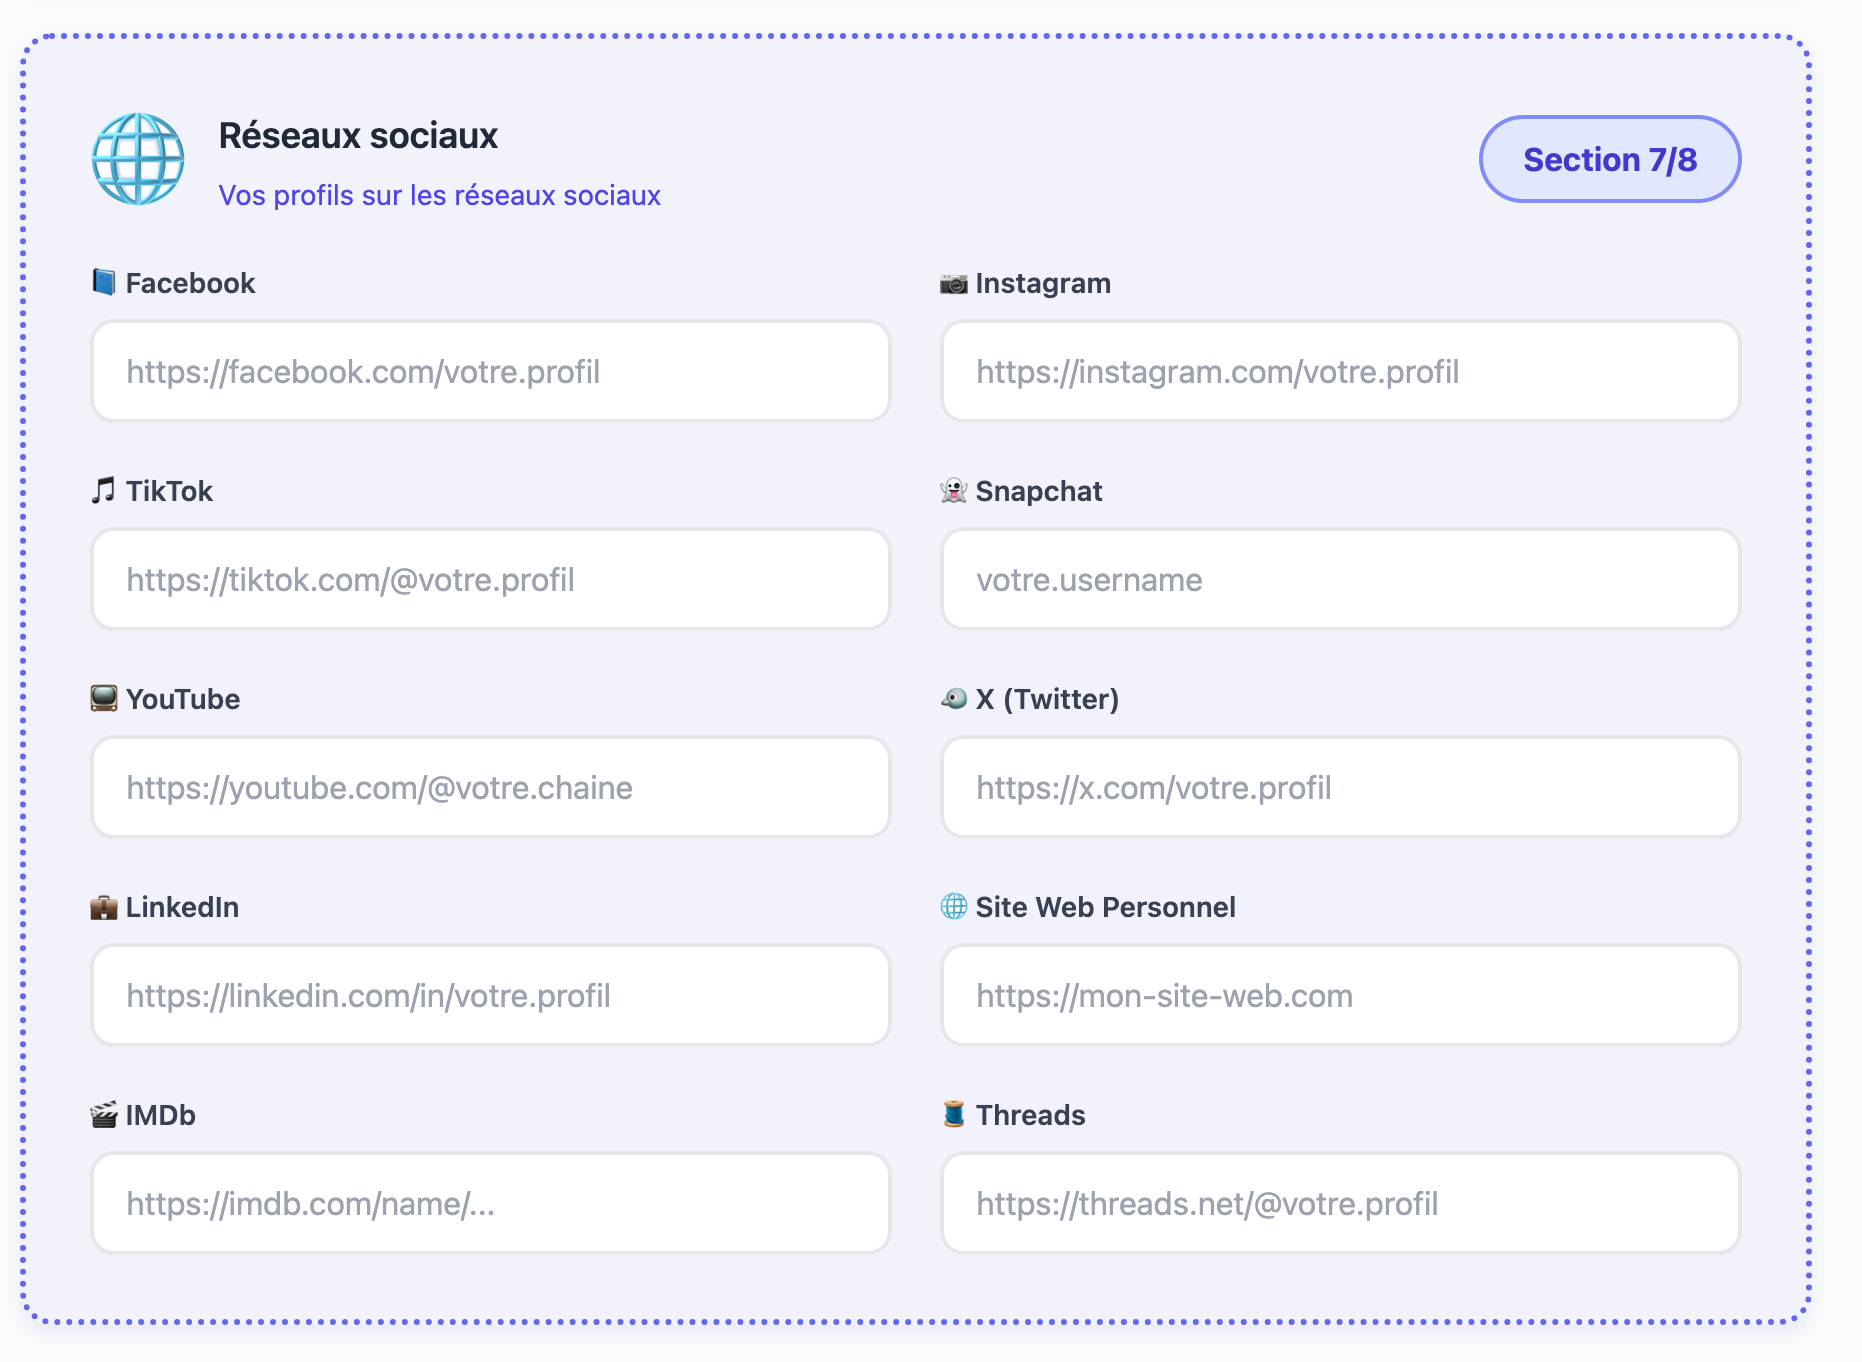 Réseaux sociaux
Vos profils sur les réseaux sociaux
Section 7/8
Facebook
https://facebook.com/votre.profil
Instagram
https://instagram.com/votre.profil
TikTok
https://tiktok.com/@votre.profil
Snapchat
votre.username
YouTube
https://youtube.com/@votre.chaine
X (Twitter)
https://x.com/votre.profil
LinkedIn
https://linkedin.com/in/votre.profil
Site Web Personnel
https://mon-site-web.com
IMDb
https://imdb.com/name/...
Threads
https://threads.net/@votre.profil